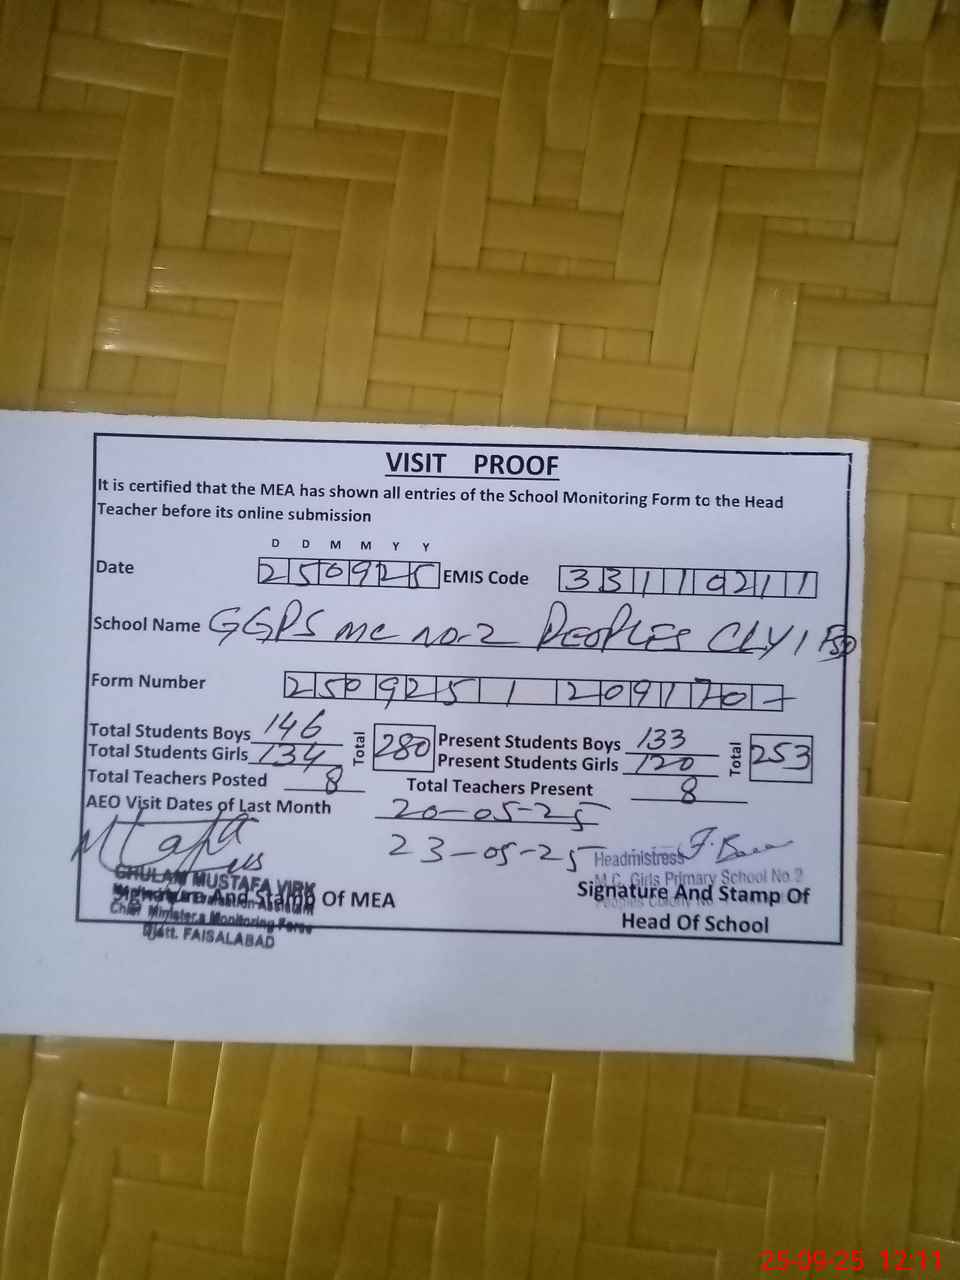 VISIT PROOF
It is certified that the MEA has shown all entries of the School Monitoring Form to the Head
Teacher before its online submission
D D M M Y Y
Date 250925 EMIS Code 33110211
School Name GGPS MC NO-2 PEOPLES CLY 1 FSD
Form Number 250925 1 209170
Total Students Boys 146 Total 280 Present Students Boys 133 Total 253
Total Students Girls 134 Present Students Girls 120
Total Teachers Posted 8 Total Teachers Present 8
AEO Visit Dates of Last Month 20-05-25
23-05-25
Headmistress
M.C. Girls Primary School No.2
Peoples Colony No
GHULAM MUSTAFA VIRK
Signature And Stamp Of MEA
Chief Minister,s Monitoring Force
Distt. FAISALABAD
Signature And Stamp Of
Head Of School
25-09-25 12:11